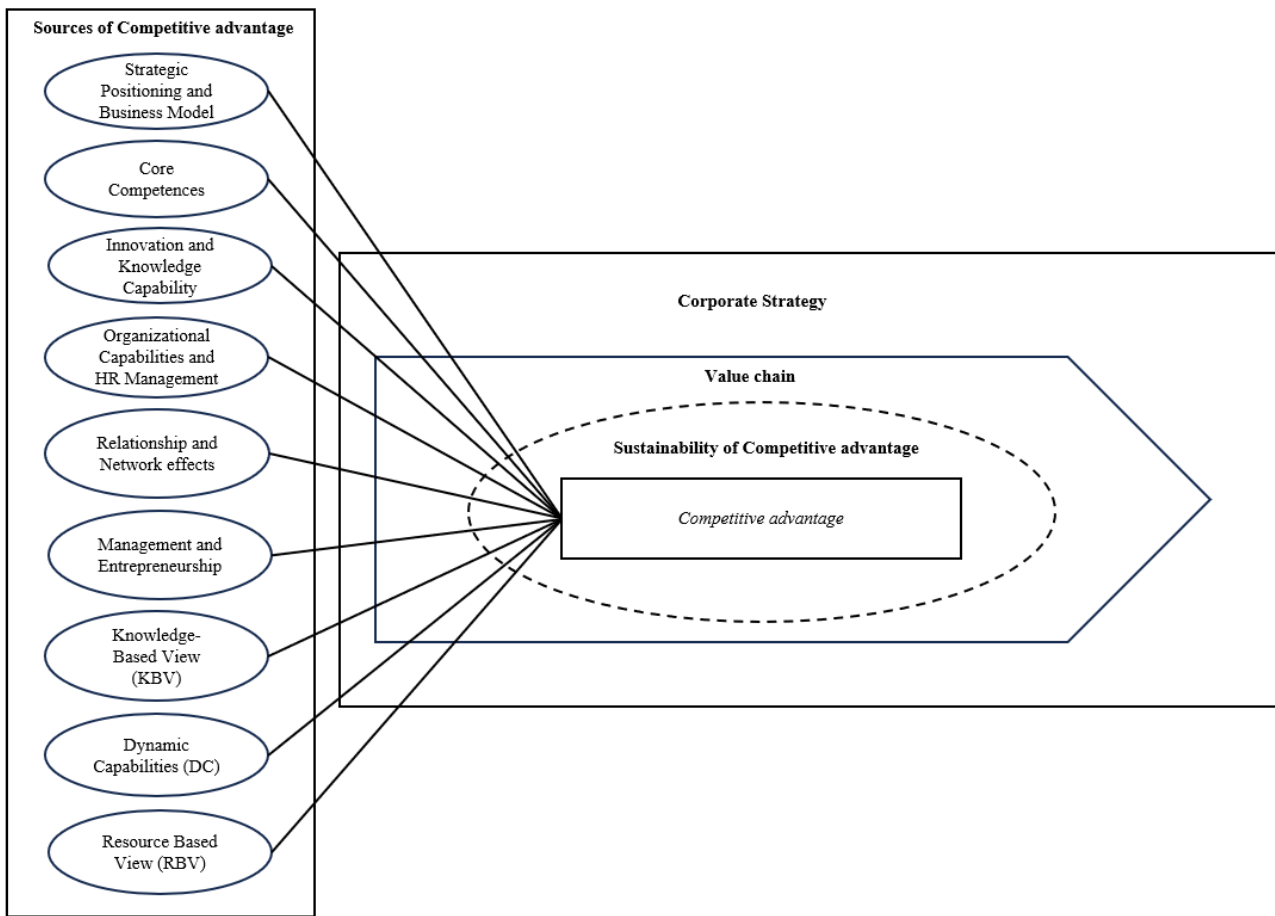 Sources of Competitive advantage
Strategic
Positioning and
Business Model
Core
Competences
Innovation and
Knowledge
Capability
Organizational
Capabilities and
HR Management
Relationship and
Network effects
Management and
Entrepreneurship
Knowledge-
Based View
(KBV)
Dynamic
Capabilities (DC)
Resource Based
View (RBV)
Corporate Strategy
Value chain
Sustainability of Competitive advantage
Competitive advantage